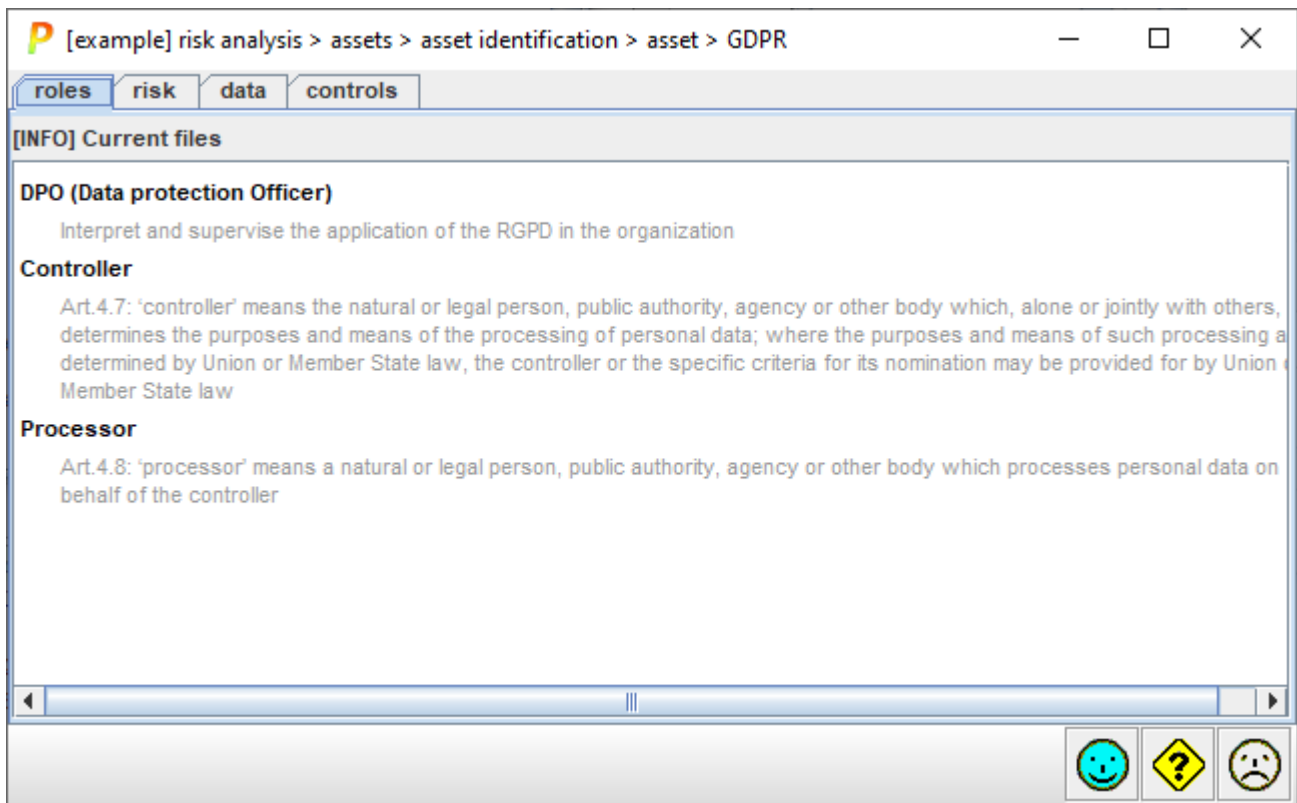 P [example] risk analysis > assets > asset identification > asset > GDPR
roles risk data controls
[INFO] Current files
DPO (Data protection Officer)
Interpret and supervise the application of the RGPD in the organization
Controller
Art.4.7: ‘controller’ means the natural or legal person, public authority, agency or other body which, alone or jointly with others,
determines the purposes and means of the processing of personal data; where the purposes and means of such processing a
determined by Union or Member State law, the controller or the specific criteria for its nomination may be provided for by Union
Member State law
Processor
Art.4.8: ‘processor’ means a natural or legal person, public authority, agency or other body which processes personal data on
behalf of the controller
?